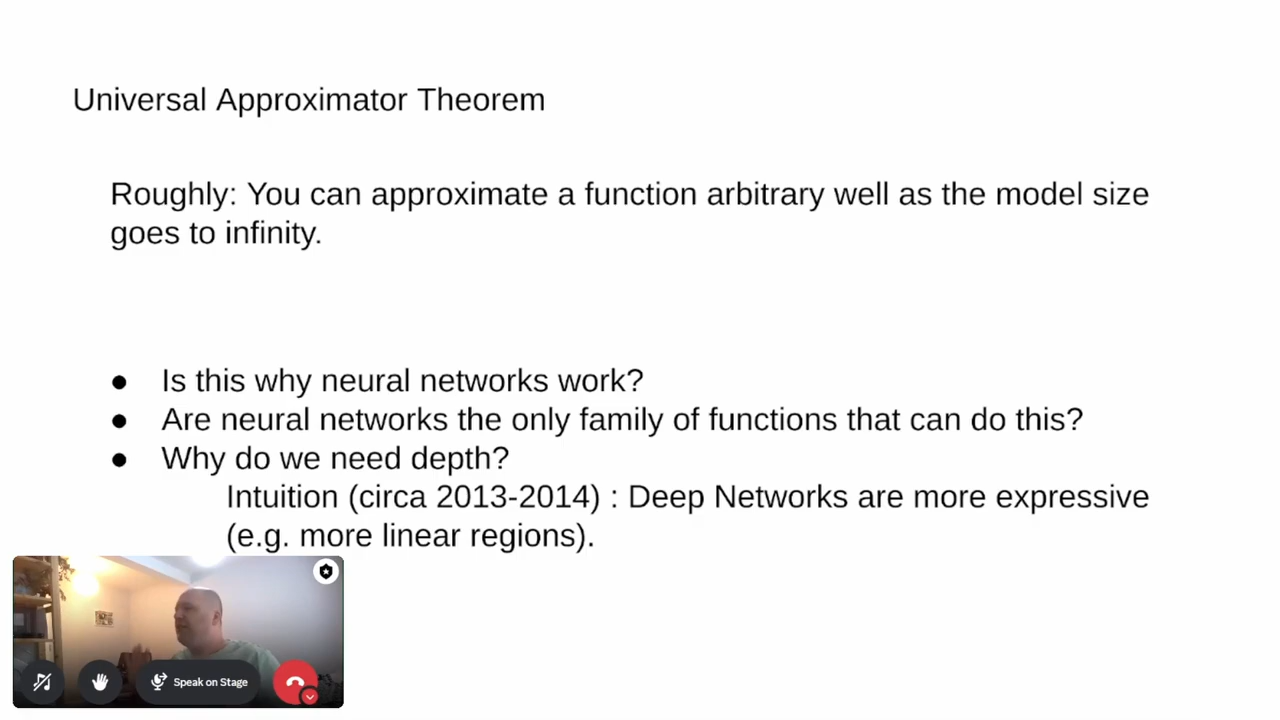 Universal Approximator Theorem
Roughly: You can approximate a function arbitrary well as the model size
goes to infinity.
● Is this why neural networks work?
● Are neural networks the only family of functions that can do this?
● Why do we need depth?
Intuition (circa 2013-2014) : Deep Networks are more expressive
(e.g. more linear regions).
Speak on Stage